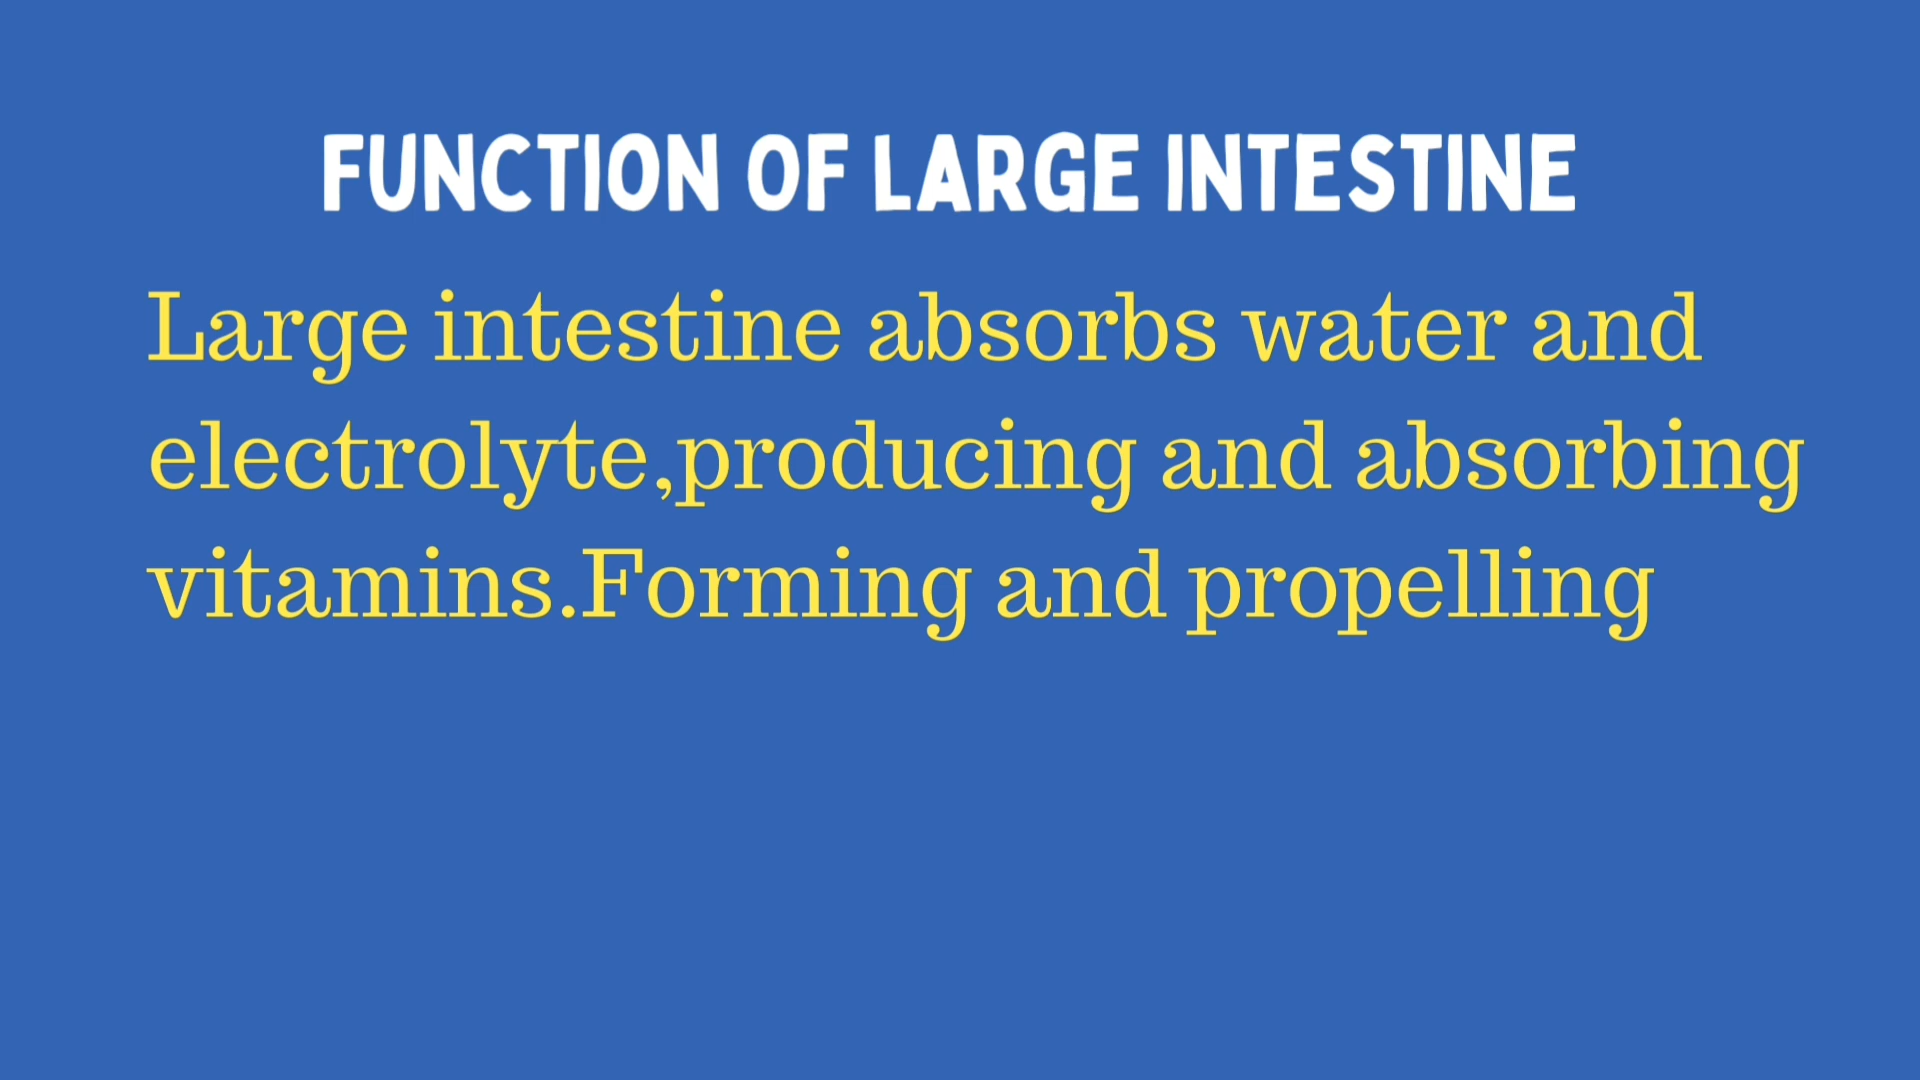 FUNCTION OF LARGE INTESTINE
Large intestine absorbs water and
electrolyte,producing and absorbing
vitamins.Forming and propelling